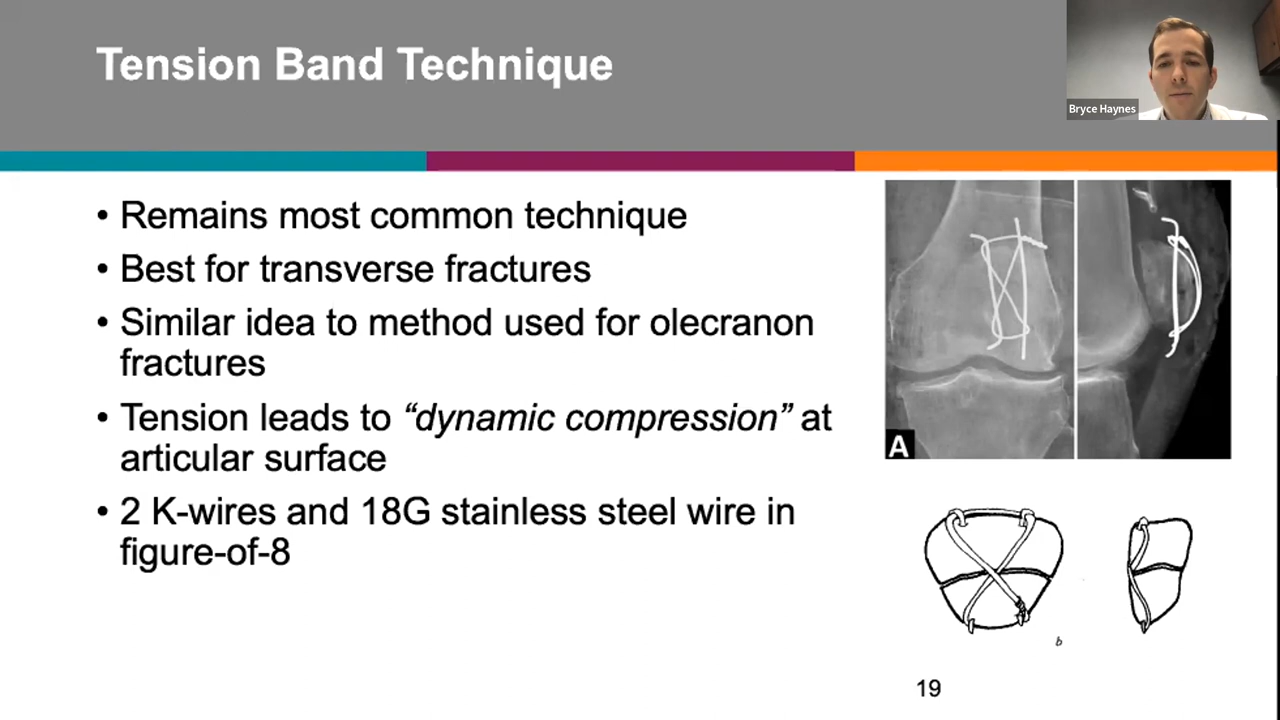 Tension Band Technique
Bryce Haynes
• Remains most common technique
• Best for transverse fractures
• Similar idea to method used for olecranon
fractures
• Tension leads to “dynamic compression” at
articular surface
• 2 K-wires and 18G stainless steel wire in
figure-of-8
A
b
19